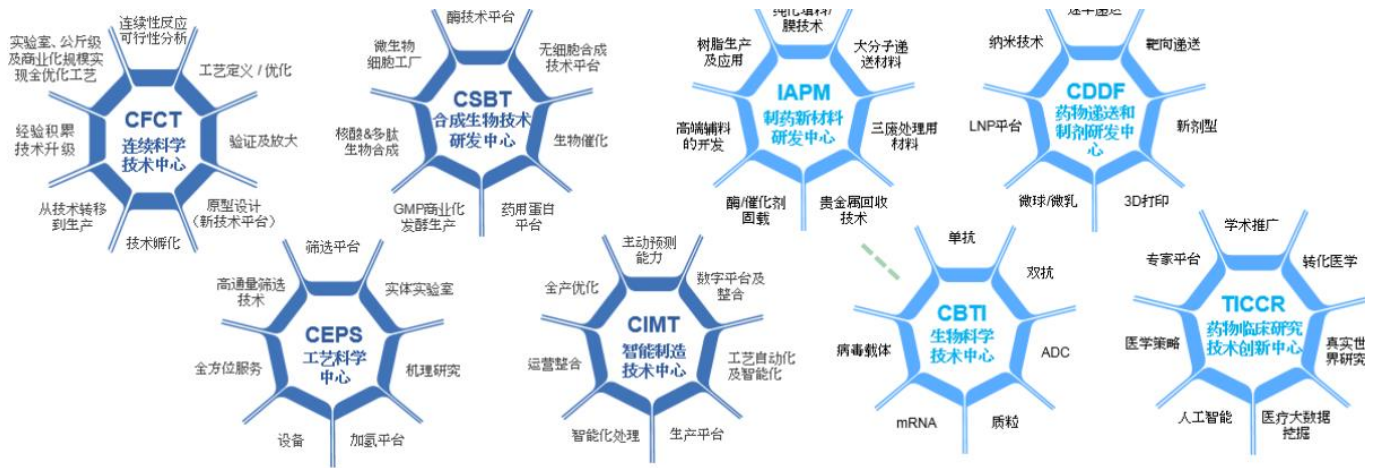 连续性反应
可行性分析
实验室、公斤级
及商业化规模实
现全优化工艺
工艺定义 / 优化
CFCT
连续科学
技术中心
经验积累
技术升级
验证及放大
从技术转移
到生产
原型设计
（新技术平台）
技术孵化
酶技术平台
微生物
细胞工厂
无细胞合成
技术平台
CSBT
合成生物技术
研发中心
核酸&多肽
生物合成
生物催化
GMP商业化
发酵生产
药用蛋白
平台
纯化填料/
膜技术
树脂生产
及应用
大分子递
送材料
IAPM
制药新材料
研发中心
高端辅料
的开发
三废处理用
材料
酶/催化剂
固载
贵金属回收
技术
纳米技术
靶向递送
CDDF
药物递送和
制剂研发中
心
LNP平台
新剂型
微球/微乳
3D打印
筛选平台
高通量筛选
技术
实体实验室
CEPS
工艺科学
中心
全方位服务
机理研究
设备
加氢平台
主动预测
能力
全产优化
数字平台及
整合
CIMT
智能制造
技术中心
运营整合
工艺自动化
及智能化
智能化处理
生产平台
单抗
双抗
CBTI
生物科学
技术中心
病毒载体
ADC
mRNA
质粒
学术推广
专家平台
转化医学
TICCR
药物临床研究
技术创新中心
医学策略
真实世
界研究
人工智能
医疗大数据
挖掘